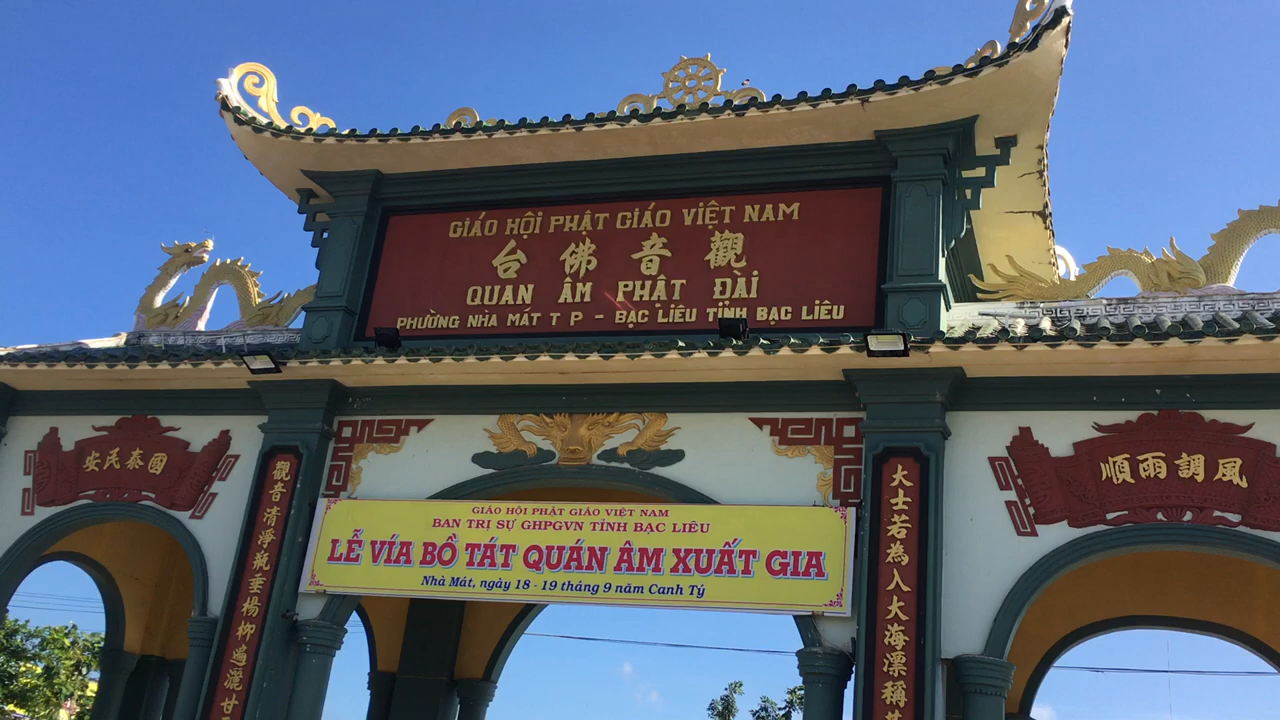 GIÁO HỘI PHẬT GIÁO VIỆT NAM
台佛音觀
QUAN ÂM PHẬT ĐÀI
PHƯỜNG NHÀ MÁT T P - BẠC LIÊU TỈNH BẠC LIÊU
安民泰國
順雨調風
GIÁO HỘI PHẬT GIÁO VIỆT NAM
BAN TRỊ SỰ GHPGVN TỈNH BẠC LIÊU
LỄ VÍA BỒ TÁT QUÁN ÂM XUẤT GIA
Nhà Mát, ngày 18 - 19 tháng 9 năm Canh Tý
觀音清淨瓶垂楊柳遍灑甘
大士若為人大海漂稱